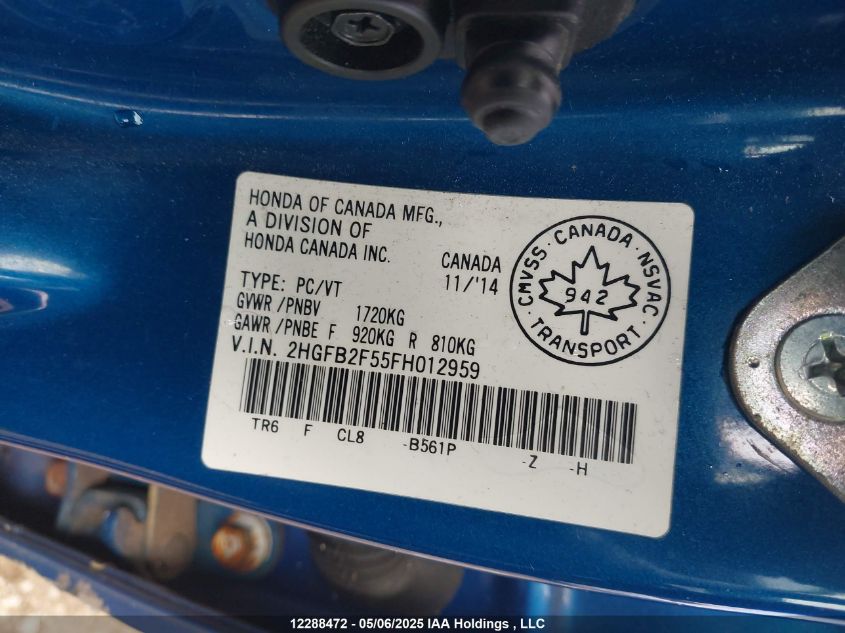 HONDA OF CANADA MFG.,
A DIVISION OF
HONDA CANADA INC.
CANADA
11/'14
TYPE: PC/VT
GVWR /PNBV 1720KG
GAWR /PNBE F 920KG R 810KG
V.I.N. 2HGFB2F55FH012959
TR6 F CL8 -B561P -Z -H
CMVSS · CANADA · NSVAC
942
· TRANSPORT ·
12288472 - 05/06/2025 IAA Holdings , LLC